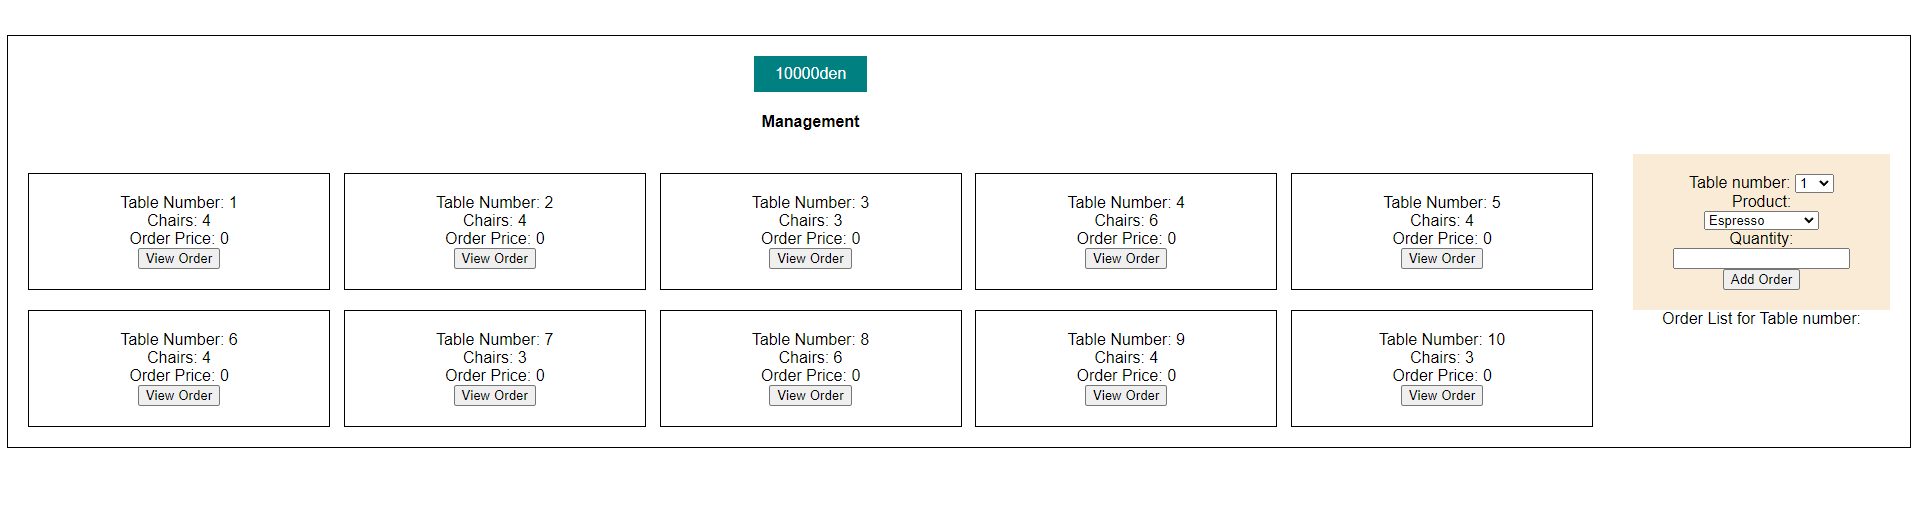 10000den
Management
Table Number: 1
Chairs: 4
Order Price: 0
View Order
Table Number: 2
Chairs: 4
Order Price: 0
View Order
Table Number: 3
Chairs: 3
Order Price: 0
View Order
Table Number: 4
Chairs: 6
Order Price: 0
View Order
Table Number: 5
Chairs: 4
Order Price: 0
View Order
Table Number: 6
Chairs: 4
Order Price: 0
View Order
Table Number: 7
Chairs: 3
Order Price: 0
View Order
Table Number: 8
Chairs: 6
Order Price: 0
View Order
Table Number: 9
Chairs: 4
Order Price: 0
View Order
Table Number: 10
Chairs: 3
Order Price: 0
View Order
Table number: 1
Product:
Espresso
Quantity:
Add Order
Order List for Table number: